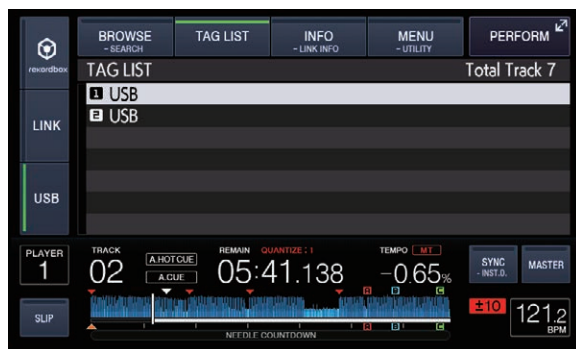 BROWSE
- SEARCH
TAG LIST
INFO
- LINK INFO
MENU
- UTILITY
PERFORM
rekordbox
TAG LIST
Total Track 7
1 USB
2 USB
LINK
USB
PLAYER
1
TRACK
02
A.HOTCUE
A.CUE
REMAIN
QUANTIZE : 1
05:41.138
TEMPO
MT
-0.65%
SYNC
- INST.D.
MASTER
SLIP
A
B
C
±10
121.2
BPM
A
B
C
NEEDLE COUNTDOWN